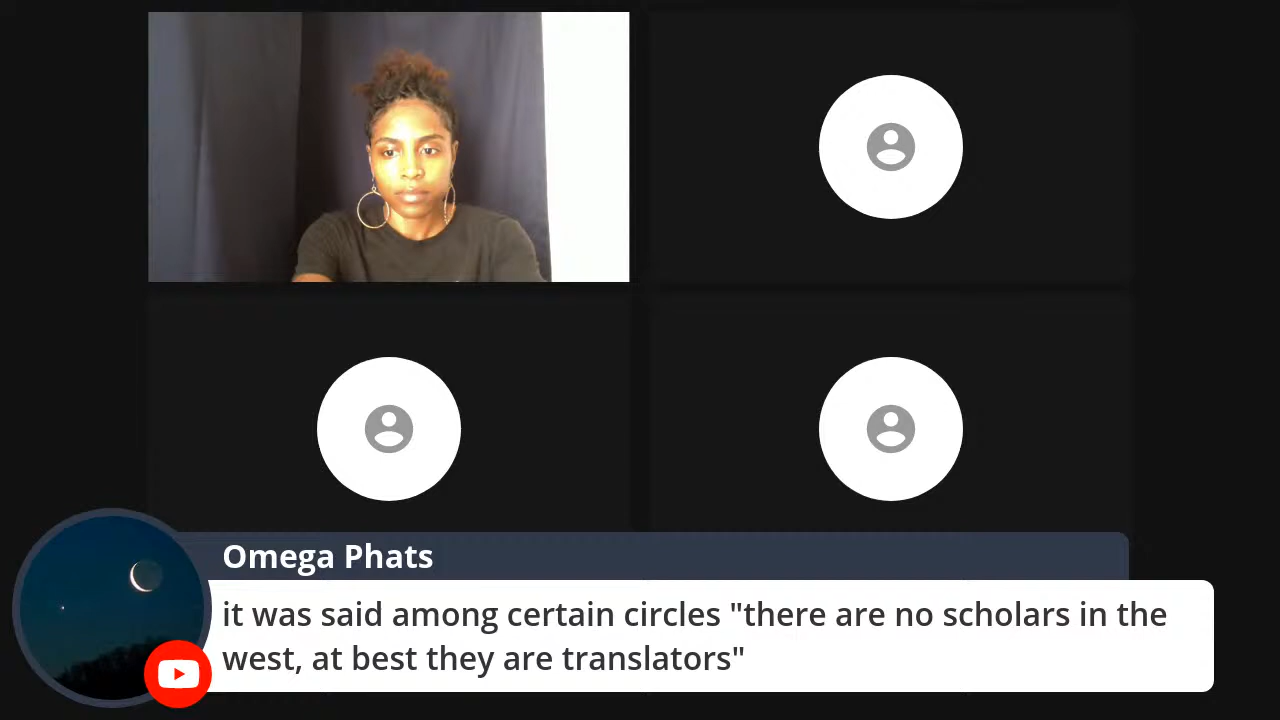 Omega Phats
it was said among certain circles "there are no scholars in the
west, at best they are translators"